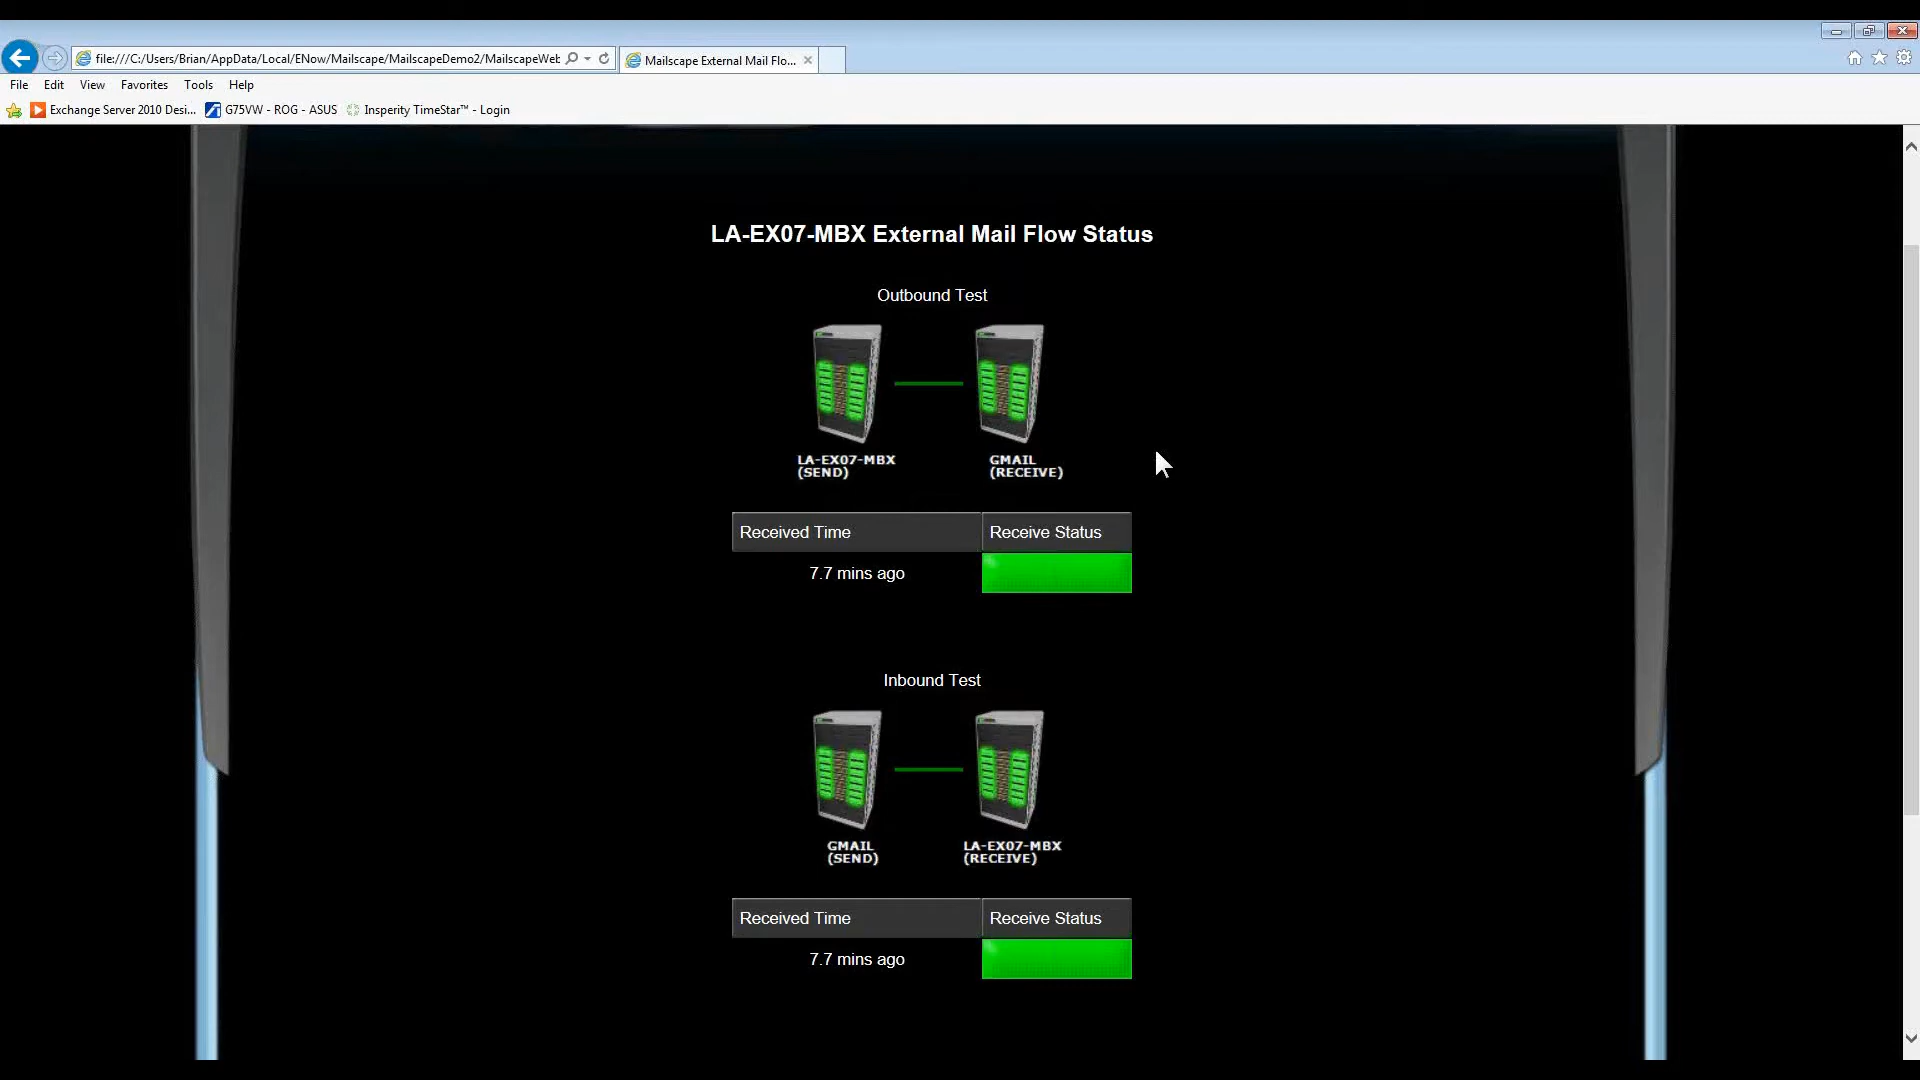 file:///C:/Users/Brian/AppData/Local/ENow/Mailscape/MailscapeDemo2/MailscapeWeb
Mailscape External Mail Flo...
File Edit View Favorites Tools Help
Exchange Server 2010 Desi... G75VW - ROG - ASUS Insperity TimeStar™ - Login
LA-EX07-MBX External Mail Flow Status
Outbound Test
LA-EX07-MBX
(SEND)
GMAIL
(RECEIVE)
Received Time Receive Status
7.7 mins ago
Inbound Test
GMAIL
(SEND)
LA-EX07-MBX
(RECEIVE)
Received Time Receive Status
7.7 mins ago